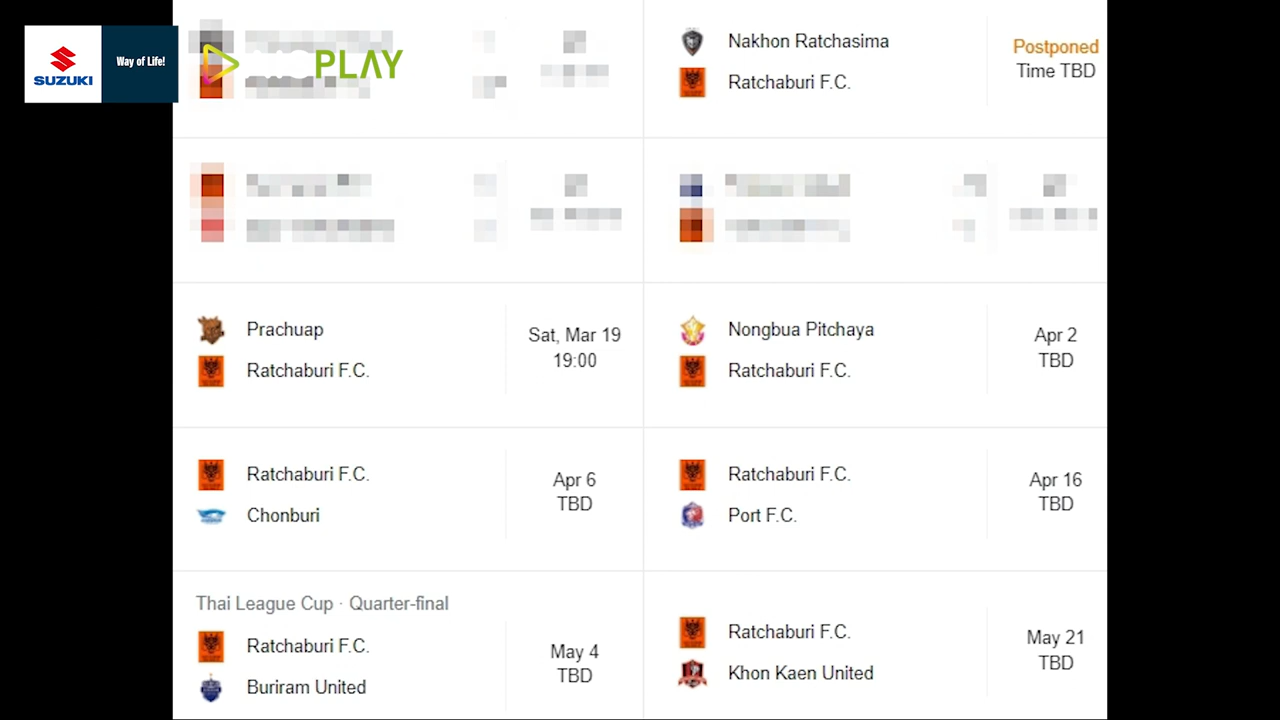 SUZUKI
Way of Life!
PLAY
Nakhon Ratchasima
Ratchaburi F.C.
Postponed
Time TBD
Prachuap
Ratchaburi F.C.
Sat, Mar 19
19:00
Nongbua Pitchaya
Ratchaburi F.C.
Apr 2
TBD
Ratchaburi F.C.
Chonburi
Apr 6
TBD
Ratchaburi F.C.
Port F.C.
Apr 16
TBD
Thai League Cup · Quarter-final
Ratchaburi F.C.
Buriram United
May 4
TBD
Ratchaburi F.C.
Khon Kaen United
May 21
TBD